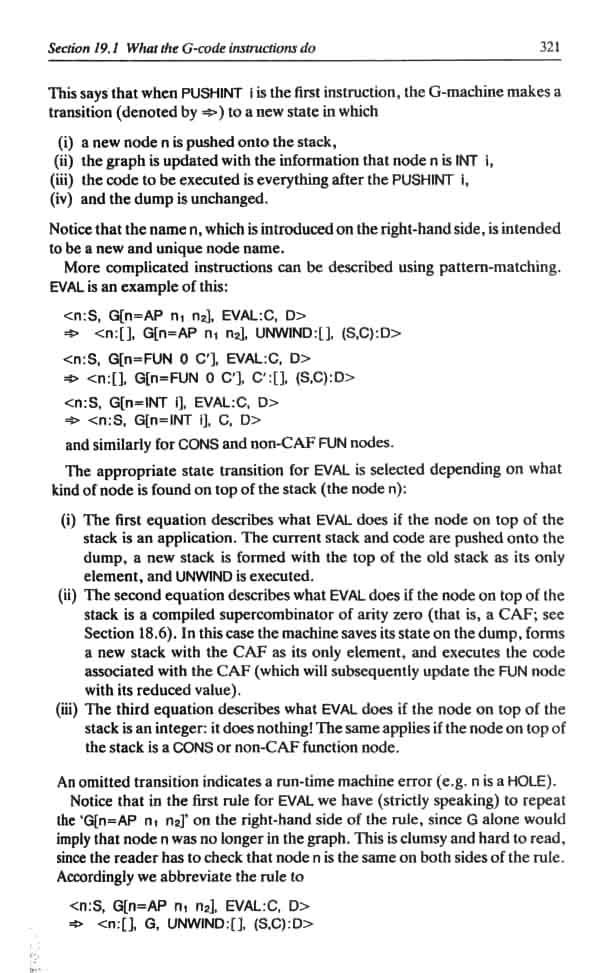 Section 19.1 What the G-code instructions do 321
This says that when PUSHINT i is the first instruction, the G-machine makes a
transition (denoted by ⇒) to a new state in which
(i) a new node n is pushed onto the stack,
(ii) the graph is updated with the information that node n is INT i,
(iii) the code to be executed is everything after the PUSHINT i,
(iv) and the dump is unchanged.
Notice that the name n, which is introduced on the right-hand side, is intended
to be a new and unique node name.
More complicated instructions can be described using pattern-matching.
EVAL is an example of this:
<n:S, G[n=AP n₁ n₂], EVAL:C, D>
⇒ <n:[], G[n=AP n₁ n₂], UNWIND:[], (S,C):D>
<n:S, G[n=FUN 0 C'], EVAL:C, D>
⇒ <n:[], G[n=FUN 0 C'], C':[], (S,C):D>
<n:S, G[n=INT i], EVAL:C, D>
⇒ <n:S, G[n=INT i], C, D>
and similarly for CONS and non-CAF FUN nodes.
The appropriate state transition for EVAL is selected depending on what
kind of node is found on top of the stack (the node n):
(i) The first equation describes what EVAL does if the node on top of the
stack is an application. The current stack and code are pushed onto the
dump, a new stack is formed with the top of the old stack as its only
element, and UNWIND is executed.
(ii) The second equation describes what EVAL does if the node on top of the
stack is a compiled supercombinator of arity zero (that is, a CAF; see
Section 18.6). In this case the machine saves its state on the dump, forms
a new stack with the CAF as its only element, and executes the code
associated with the CAF (which will subsequently update the FUN node
with its reduced value).
(iii) The third equation describes what EVAL does if the node on top of the
stack is an integer: it does nothing! The same applies if the node on top of
the stack is a CONS or non-CAF function node.
An omitted transition indicates a run-time machine error (e.g. n is a HOLE).
Notice that in the first rule for EVAL we have (strictly speaking) to repeat
the 'G[n=AP n₁ n₂]' on the right-hand side of the rule, since G alone would
imply that node n was no longer in the graph. This is clumsy and hard to read,
since the reader has to check that node n is the same on both sides of the rule.
Accordingly we abbreviate the rule to
<n:S, G[n=AP n₁ n₂], EVAL:C, D>
⇒ <n:[], G, UNWIND:[], (S,C):D>